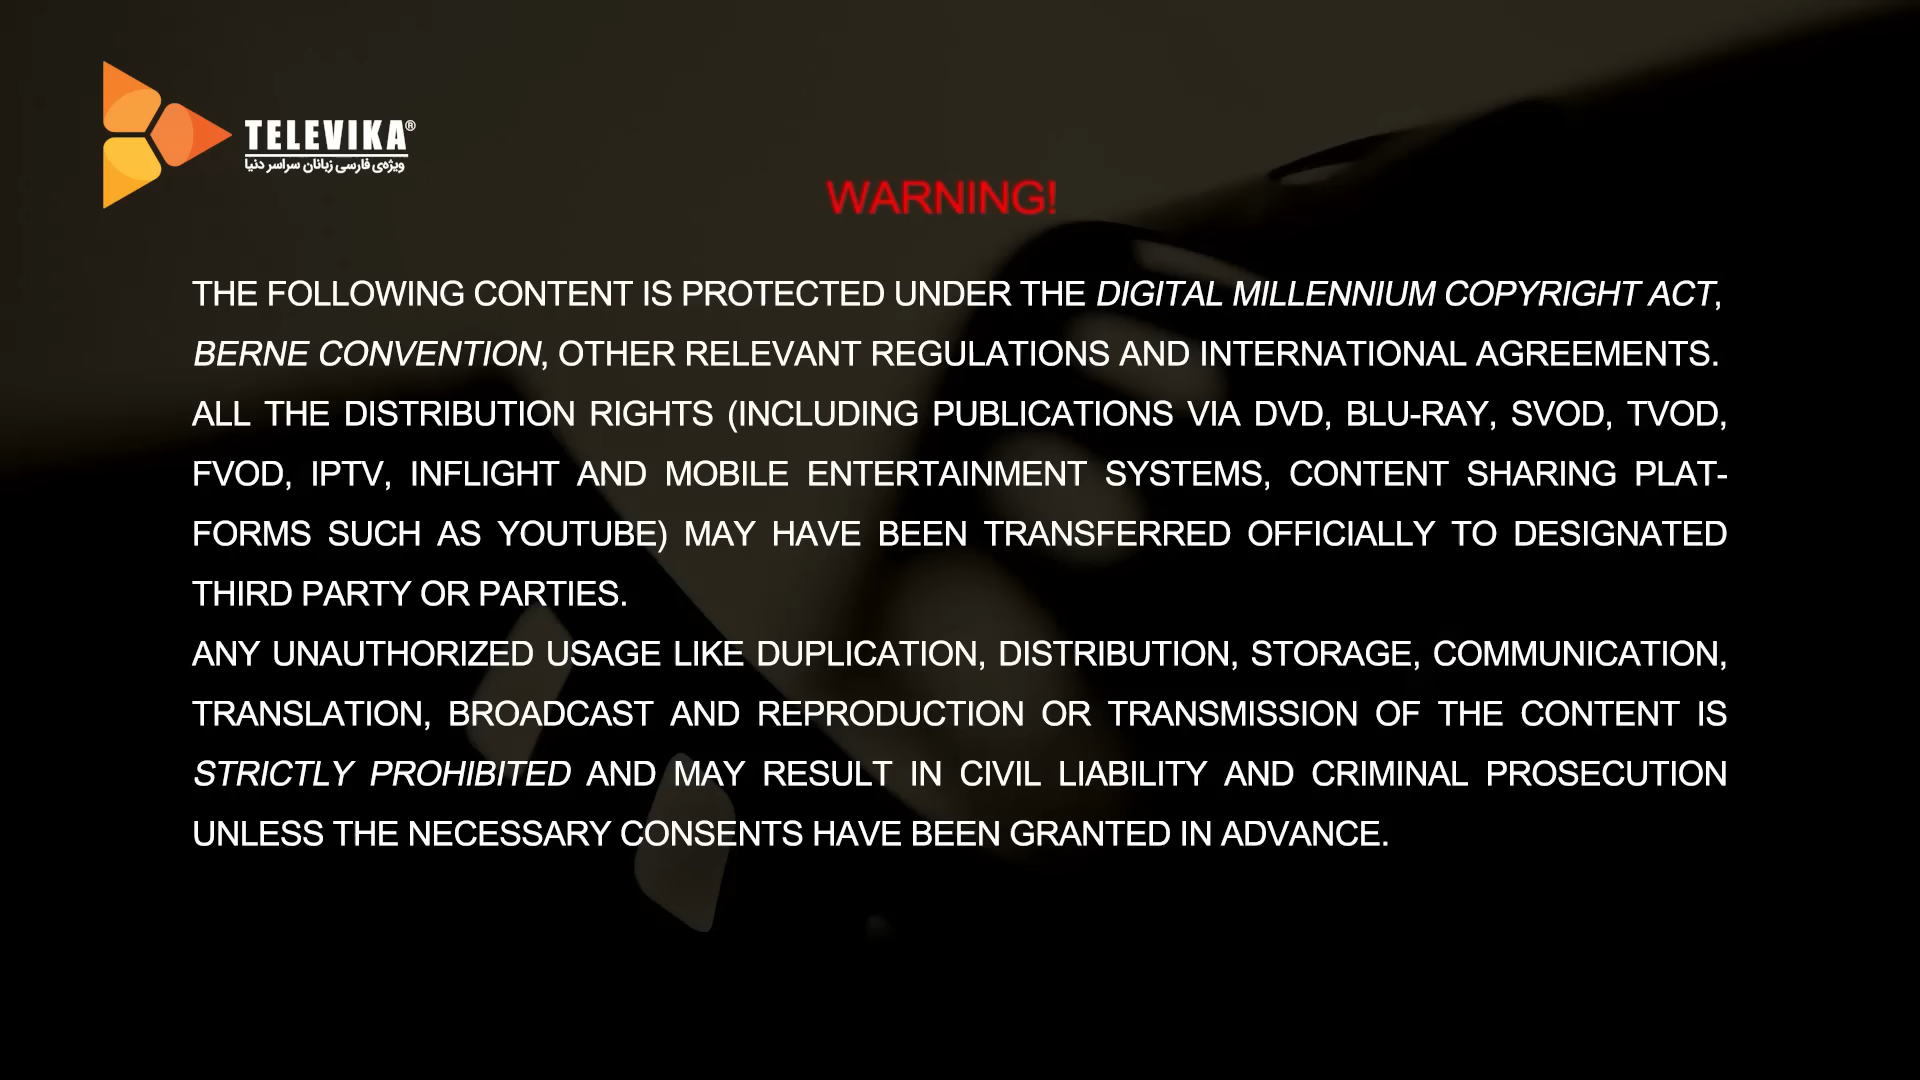 TELEVIKA®
ویژه‌ی فارسی زبانان سراسر دنیا
WARNING!
THE FOLLOWING CONTENT IS PROTECTED UNDER THE DIGITAL MILLENNIUM COPYRIGHT ACT,
BERNE CONVENTION, OTHER RELEVANT REGULATIONS AND INTERNATIONAL AGREEMENTS.
ALL THE DISTRIBUTION RIGHTS (INCLUDING PUBLICATIONS VIA DVD, BLU-RAY, SVOD, TVOD,
FVOD, IPTV, INFLIGHT AND MOBILE ENTERTAINMENT SYSTEMS, CONTENT SHARING PLAT-
FORMS SUCH AS YOUTUBE) MAY HAVE BEEN TRANSFERRED OFFICIALLY TO DESIGNATED
THIRD PARTY OR PARTIES.
ANY UNAUTHORIZED USAGE LIKE DUPLICATION, DISTRIBUTION, STORAGE, COMMUNICATION,
TRANSLATION, BROADCAST AND REPRODUCTION OR TRANSMISSION OF THE CONTENT IS
STRICTLY PROHIBITED AND MAY RESULT IN CIVIL LIABILITY AND CRIMINAL PROSECUTION
UNLESS THE NECESSARY CONSENTS HAVE BEEN GRANTED IN ADVANCE.